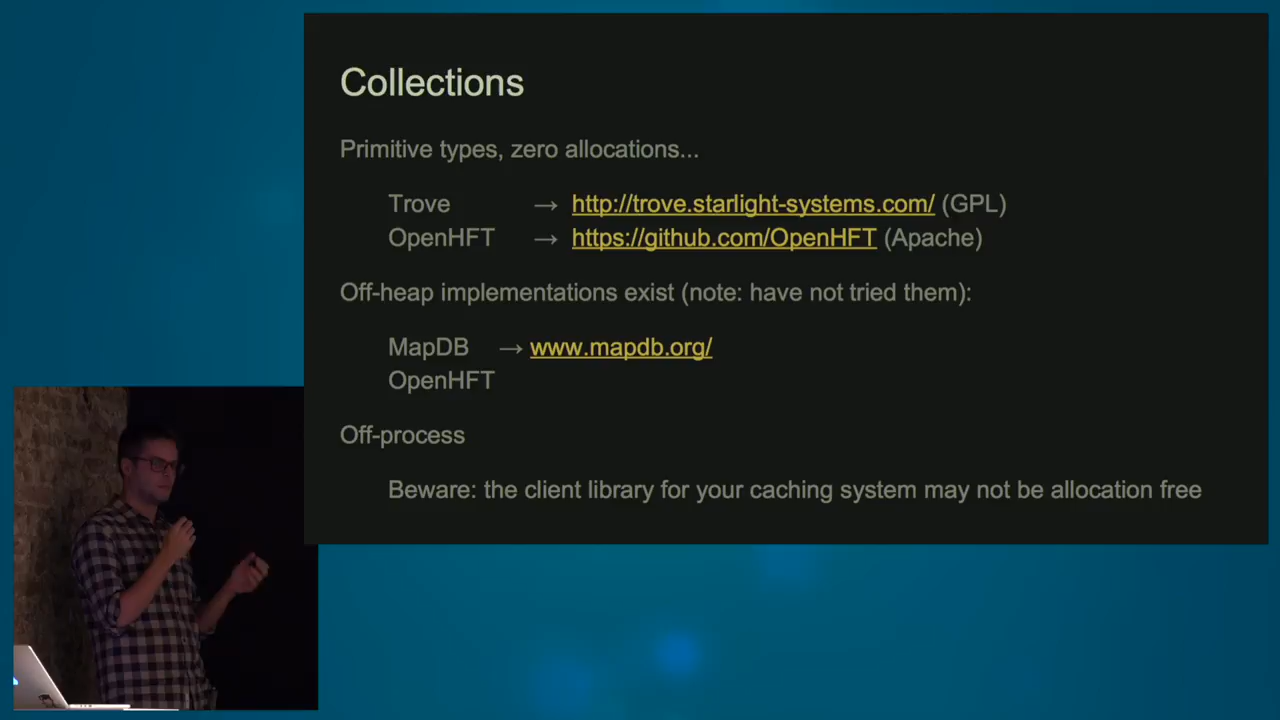 Collections
Primitive types, zero allocations...
Trove → http://trove.starlight-systems.com/ (GPL)
OpenHFT → https://github.com/OpenHFT (Apache)
Off-heap implementations exist (note: have not tried them):
MapDB → www.mapdb.org/
OpenHFT
Off-process
Beware: the client library for your caching system may not be allocation free